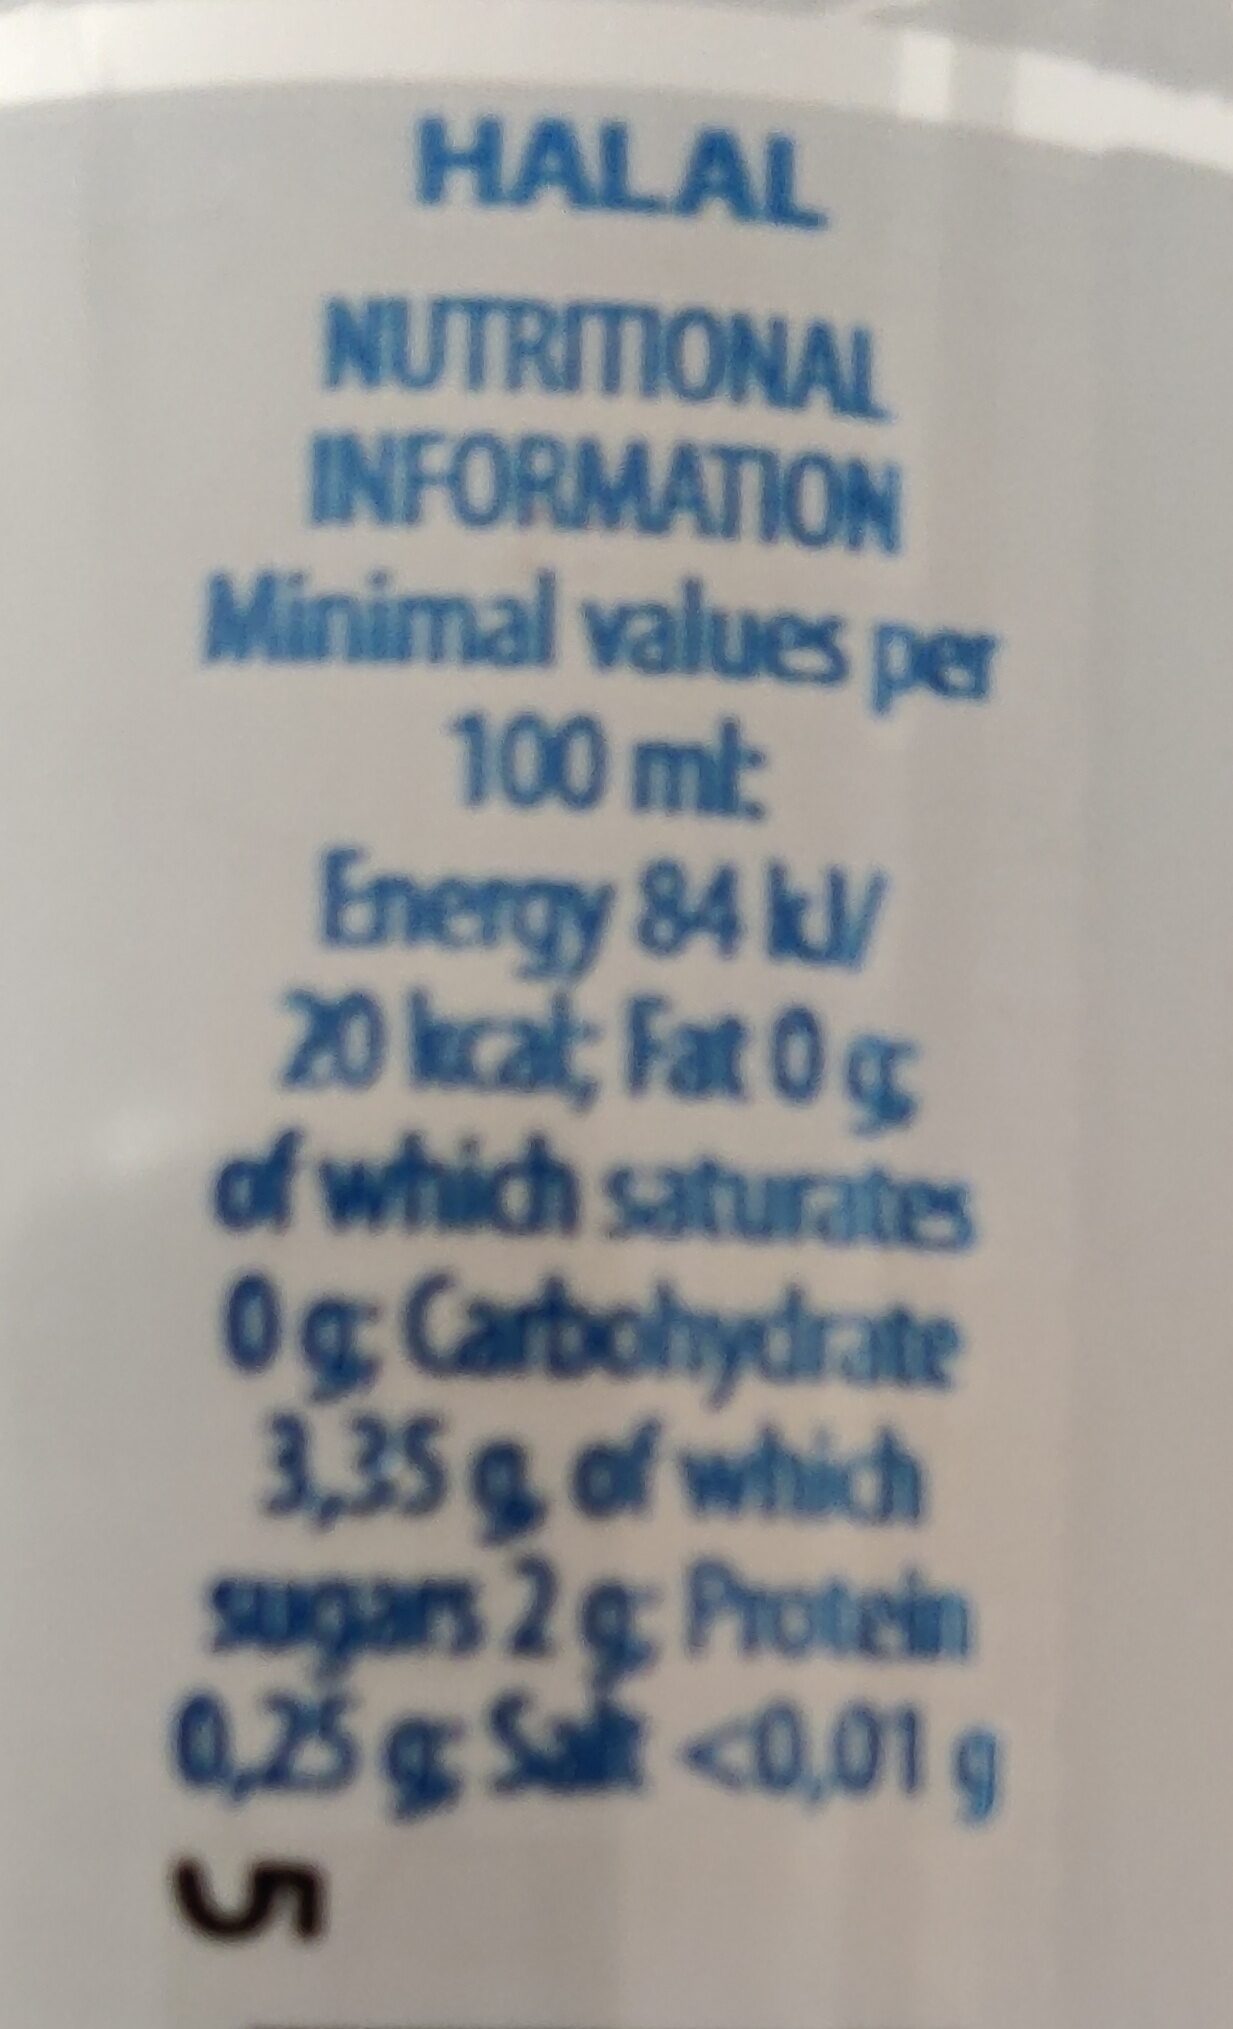 HALAL
NUTRITIONAL
INFORMATION
Minimal values per
100 ml:
Energy 84 kJ/
20 kcal; Fat 0 g;
of which saturates
0 g; Carbohydrate
3,35 g, of which
sugars 2 g; Protein
0,25 g; Salt <0,01 g
5